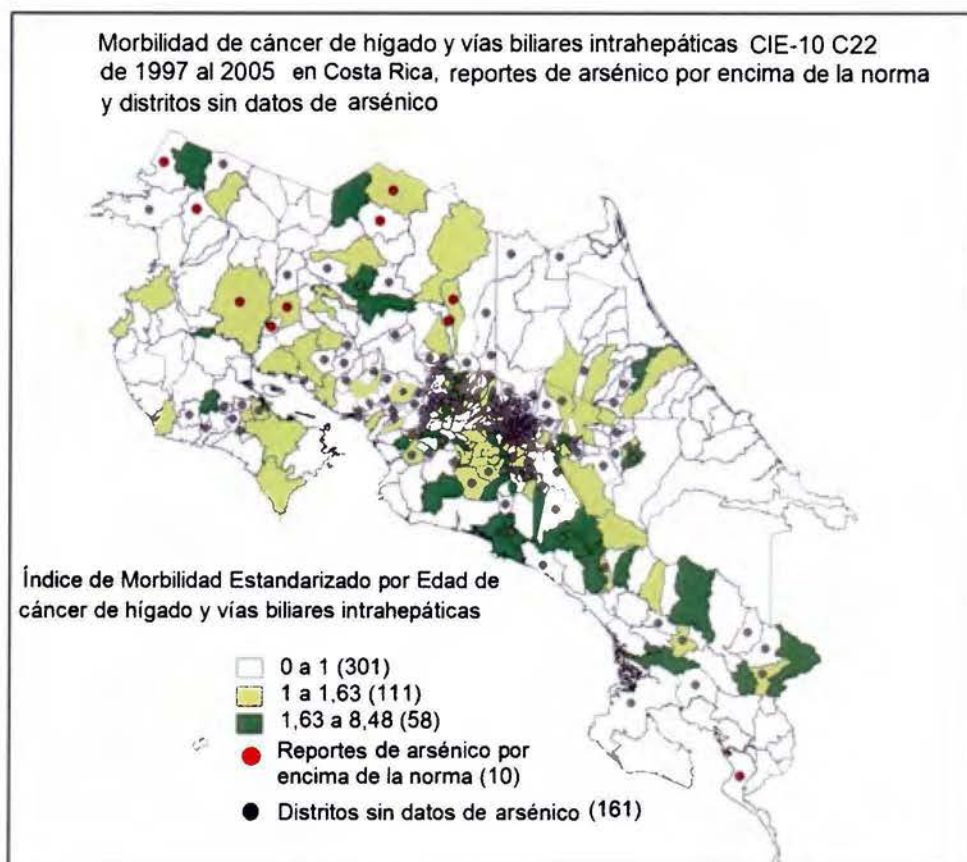 Morbilidad de cáncer de hígado y vías biliares intrahepáticas CIE-10 C22
de 1997 al 2005 en Costa Rica, reportes de arsénico por encima de la norma
y distritos sin datos de arsénico
Índice de Morbilidad Estandarizado por Edad de
cáncer de hígado y vías biliares intrahepáticas
0 a 1 (301)
1 a 1,63 (111)
1,63 a 8,48 (58)
Reportes de arsénico por
encima de la norma (10)
Distritos sin datos de arsénico (161)